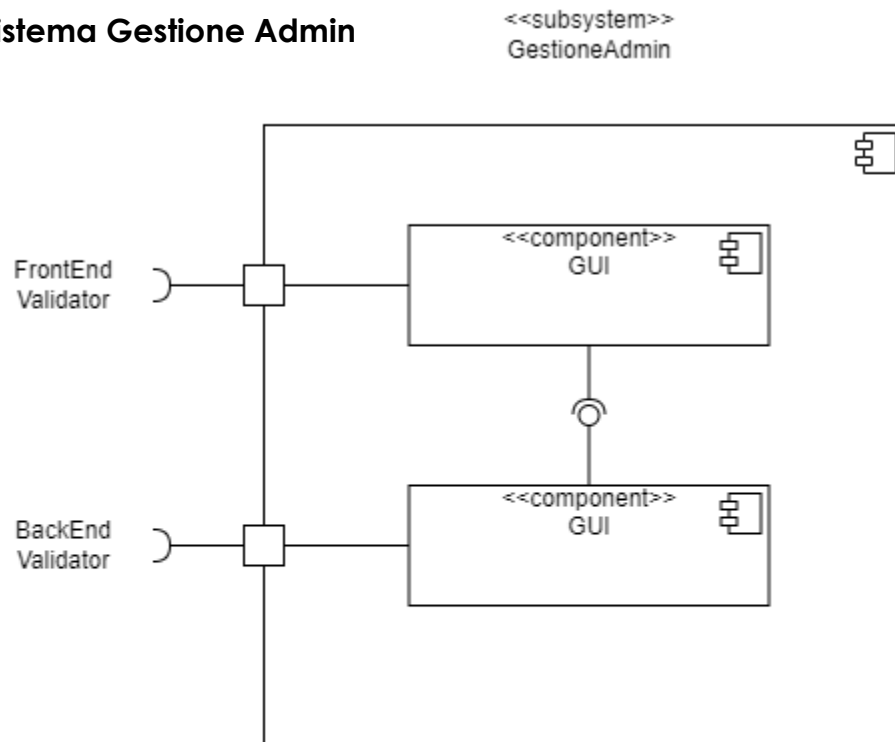 istema Gestione Admin
<<subsystem>>
GestioneAdmin
<<component>>
GUI
FrontEnd
Validator
<<component>>
GUI
BackEnd
Validator